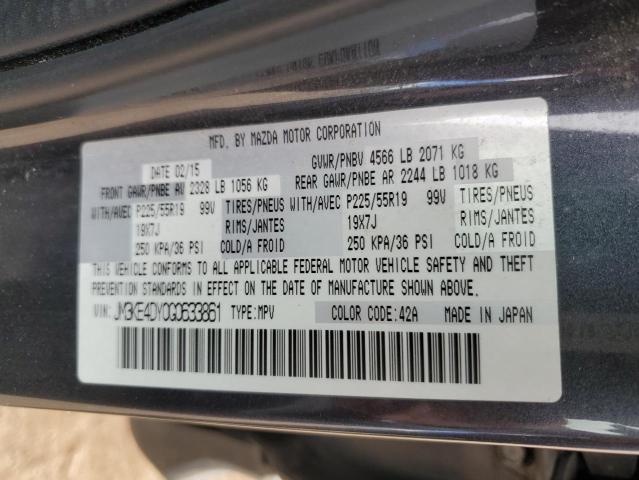 MFD. BY MAZDA MOTOR CORPORATION
DATE 02/15 GVWR/PNBV 4566 LB 2071 KG
FRONT GAWR/PNBE AV 2328 LB 1056 KG REAR GAWR/PNBE AR 2244 LB 1018 KG
WITH/AVEC P225/55R19 99V TIRES/PNEUS WITH/AVEC P225/55R19 99V TIRES/PNEUS
19X7J RIMS/JANTES 19X7J RIMS/JANTES
250 KPA/36 PSI COLD/A FROID 250 KPA/36 PSI COLD/A FROID
THIS VEHICLE CONFORMS TO ALL APPLICABLE FEDERAL MOTOR VEHICLE SAFETY AND THEFT
PREVENTION STANDARDS IN EFFECT ON THE DATE OF MANUFACTURE SHOWN ABOVE.
VIN: JM3KE4DY0G0633861 TYPE:MPV COLOR CODE:42A MADE IN JAPAN